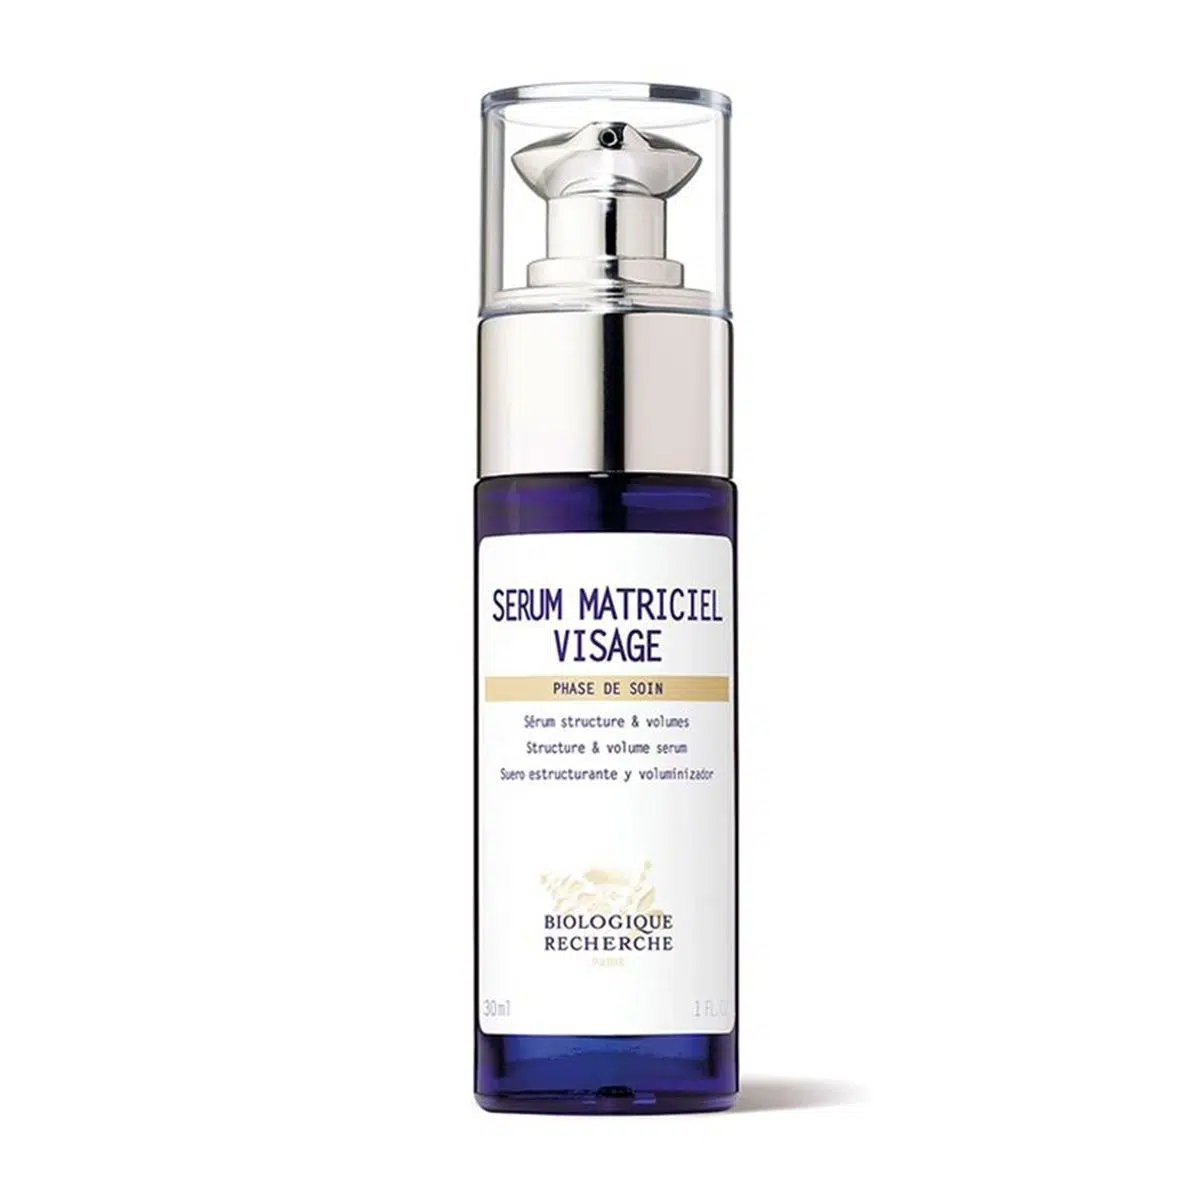 SERUM MATRICIEL
VISAGE
PHASE DE SOIN
Sérum structure & volumes
Structure & volume serum
Suero estructurante y voluminizador
BIOLOGIQUE
RECHERCHE
PARIS
30ml
1 FL.